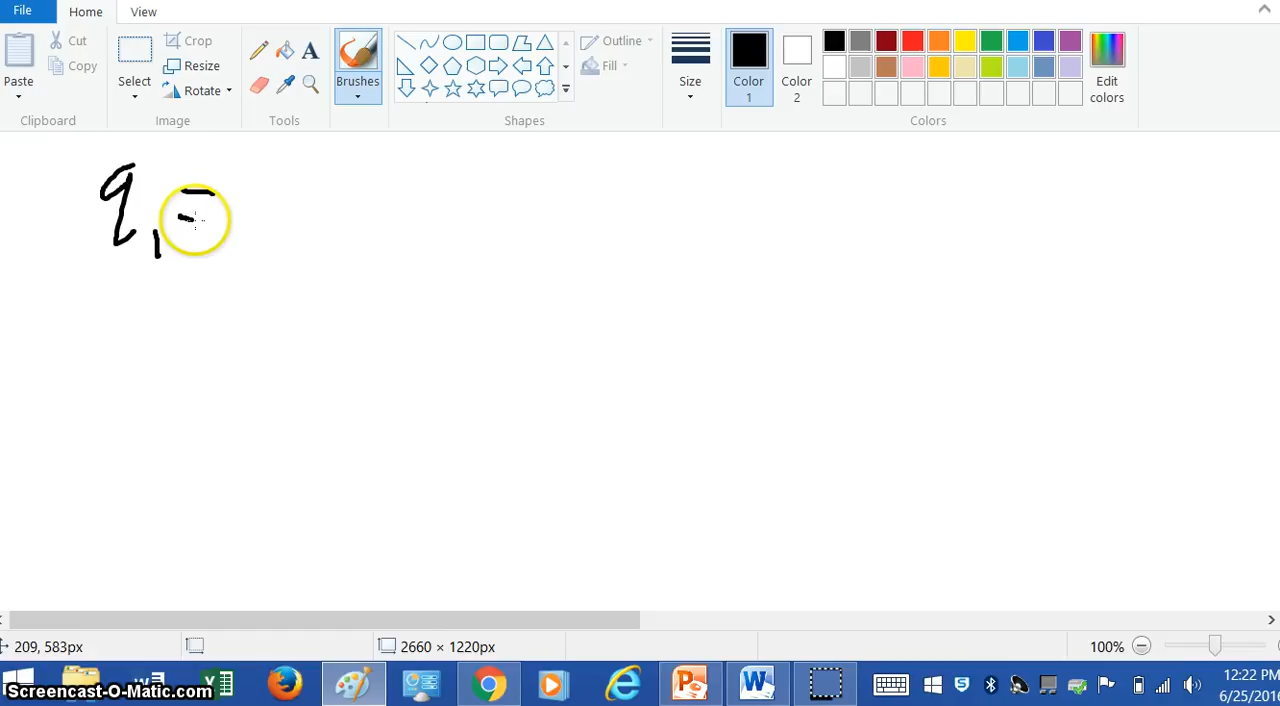 File Home View
Cut
Crop
Outline
Copy
Resize
Fill
Paste Select Rotate Brushes Size Color 1 Color 2 Edit colors
Clipboard Image Tools Shapes Colors
q1 =
209, 583px 2660 × 1220px 100%
12:22 PM
Screencast-O-Matic.com 6/25/2016